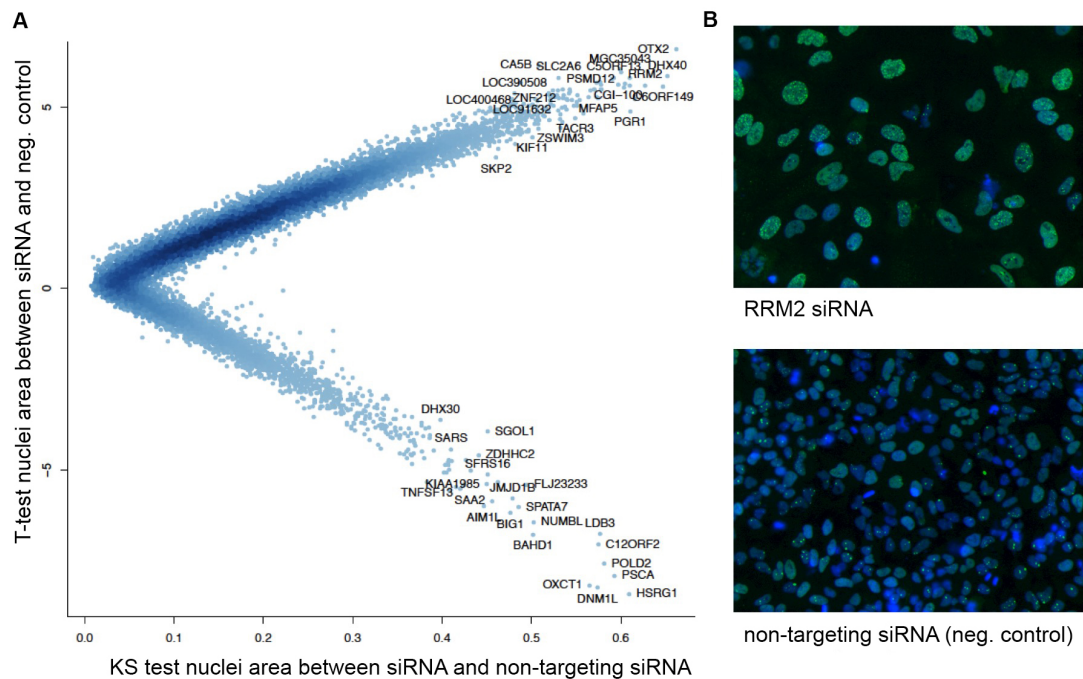 A
B
T-test nuclei area between siRNA and neg. control
5
0
−5
OTX2
MGC35043
CA5B
SLC2A6
C5ORF13
DHX40
RRM2
PSMD12
LOC390508
CGI−100
C6ORF149
LOC400468
ZNF212
LOC91632
MFAP5
PGR1
TACR3
ZSWIM3
KIF11
SKP2
DHX30
SGOL1
SARS
ZDHHC2
SFRS16
KIAA1985
FLJ23233
TNFSF13
JMJD1B
SAA2
SPATA7
AIM1L
BIG1
NUMBL
LDB3
BAHD1
C12ORF2
POLD2
PSCA
OXCT1
DNM1L
HSRG1
0.0 0.1 0.2 0.3 0.4 0.5 0.6
KS test nuclei area between siRNA and non-targeting siRNA
RRM2 siRNA
non-targeting siRNA (neg. control)